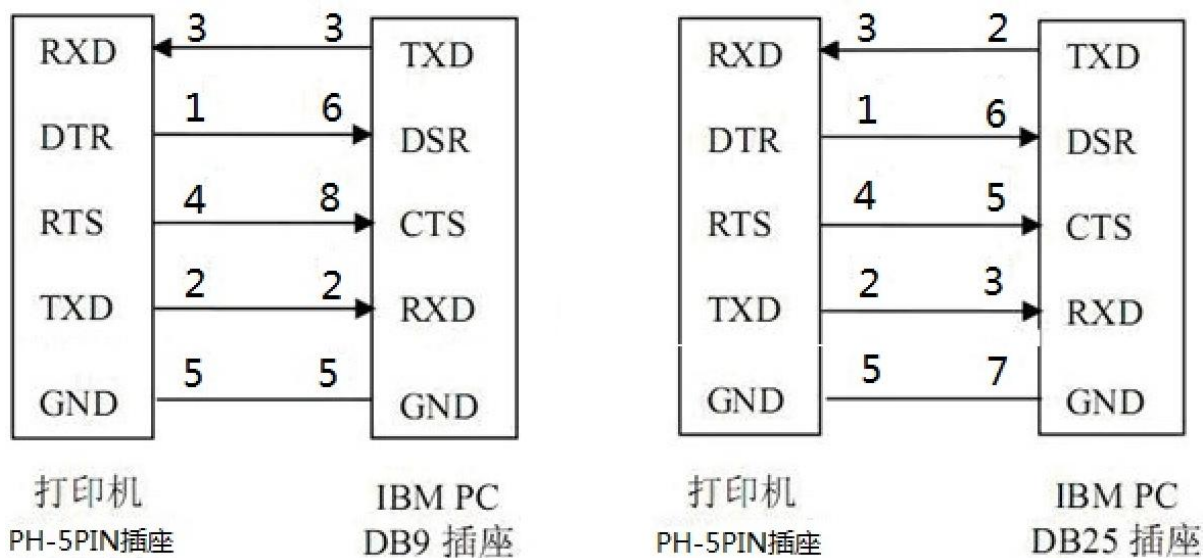 RXD 3 3 TXD
DTR 1 6 DSR
RTS 4 8 CTS
TXD 2 2 RXD
GND 5 5 GND
打印机 IBM PC
PH-5PIN插座 DB9 插座
RXD 3 2 TXD
DTR 1 6 DSR
RTS 4 5 CTS
TXD 2 3 RXD
GND 5 7 GND
打印机 IBM PC
PH-5PIN插座 DB25 插座